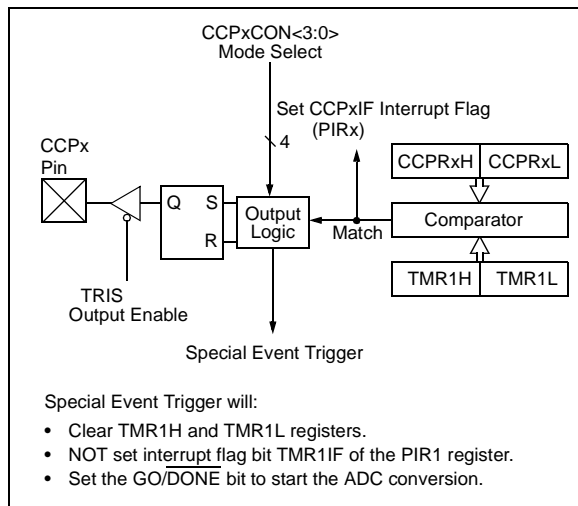 CCPxCON<3:0>
Mode Select
Set CCPxIF Interrupt Flag
(PIRx)
4
CCPx
Pin
CCPRxH CCPRxL
Q S
R
Output
Logic
Match
Comparator
TRIS
Output Enable
TMR1H TMR1L
Special Event Trigger
Special Event Trigger will:
• Clear TMR1H and TMR1L registers.
• NOT set interrupt flag bit TMR1IF of the PIR1 register.
• Set the GO/DONE bit to start the ADC conversion.